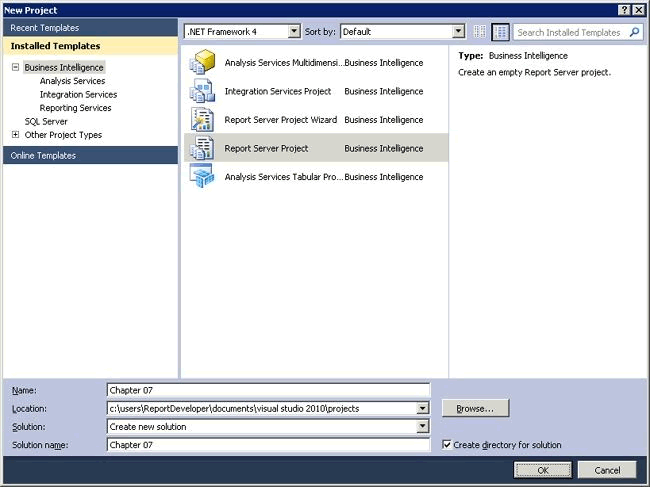 New Project
Recent Templates
.NET Framework 4
Sort by:
Default
Search Installed Templates
Installed Templates
Business Intelligence
Analysis Services
Integration Services
Reporting Services
SQL Server
Other Project Types
Online Templates
Analysis Services Multidimensi... Business Intelligence
Integration Services Project Business Intelligence
Report Server Project Wizard Business Intelligence
Report Server Project Business Intelligence
Analysis Services Tabular Pro... Business Intelligence
Type: Business Intelligence
Create an empty Report Server project.
Name: Chapter 07
Location: c:\users\ReportDeveloper\documents\visual studio 2010\projects
Browse...
Solution: Create new solution
Solution name: Chapter 07
Create directory for solution
OK
Cancel